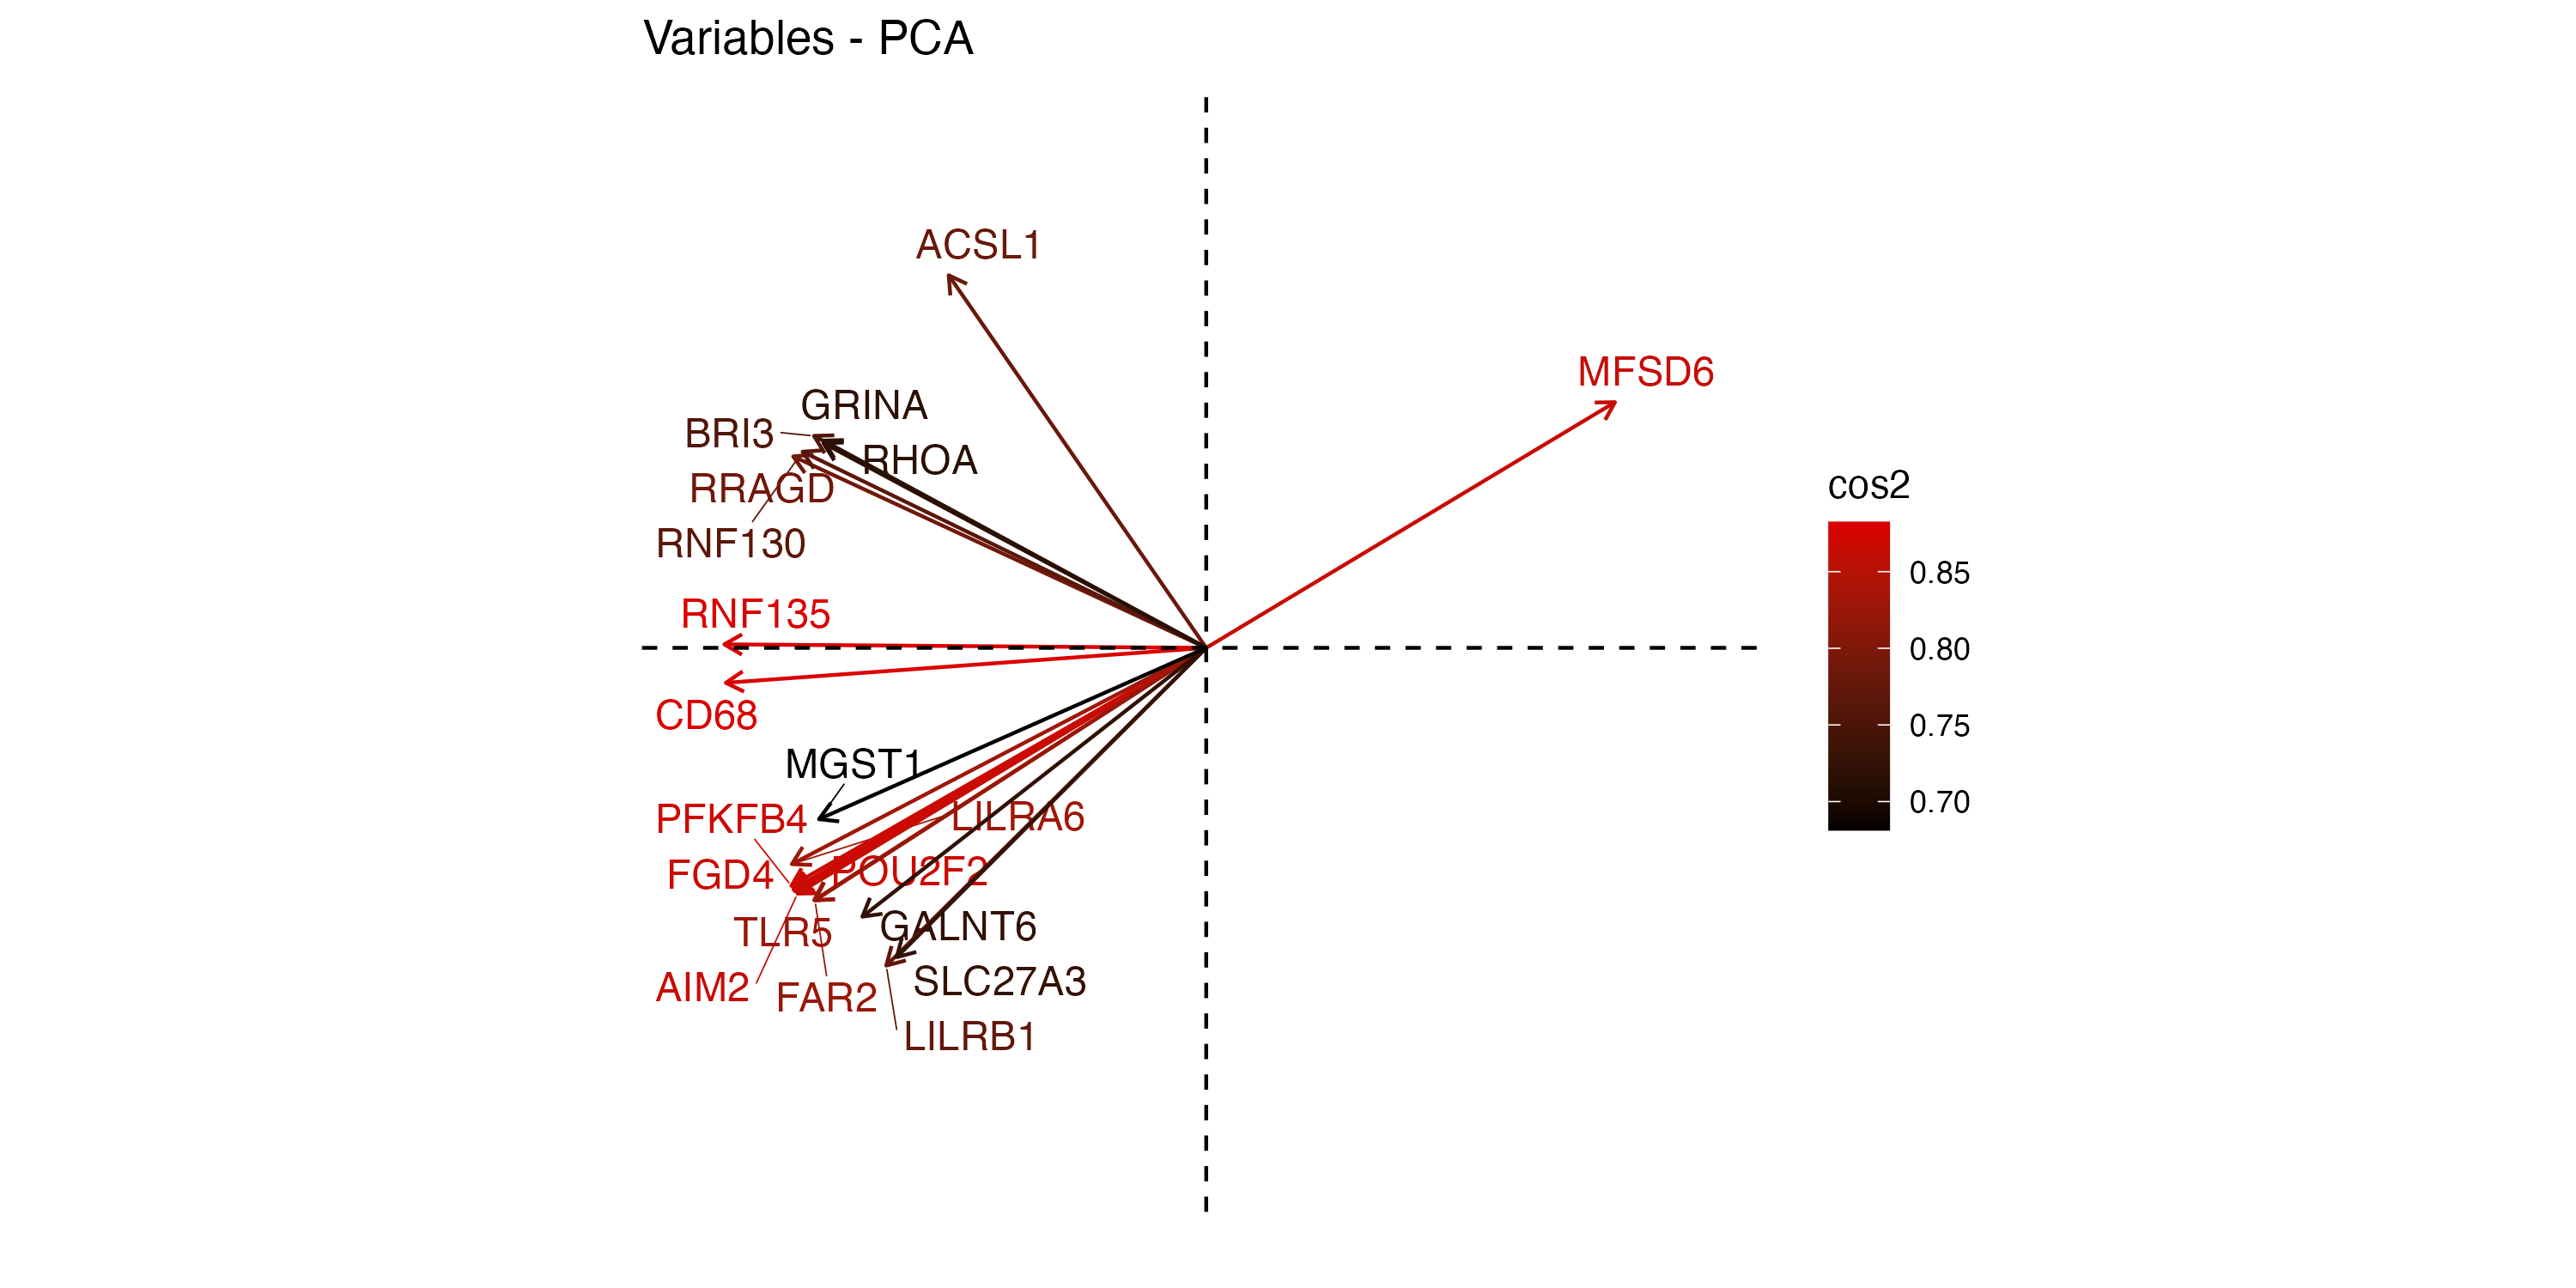 Variables - PCA
ACSL1
MFSD6
GRINA
BRI3
RHOA
RRAGD
RNF130
RNF135
CD68
MGST1
PFKFB4
LILRA6
FGD4
POU2F2
TLR5
GALNT6
AIM2
FAR2
SLC27A3
LILRB1
cos2
0.85
0.80
0.75
0.70